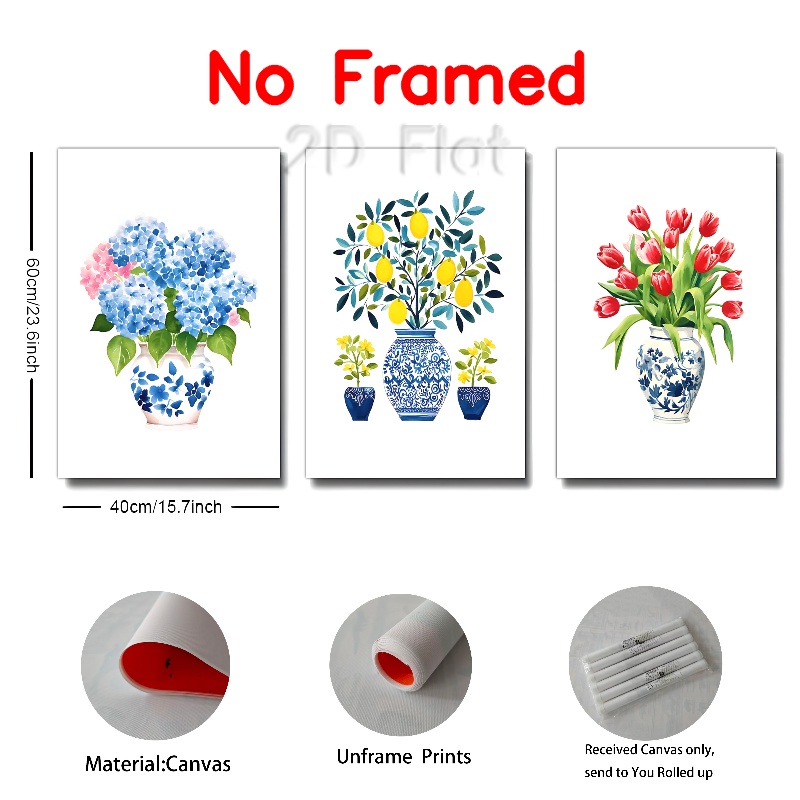 No Framed
2D Flat
60cm/23.6inch
40cm/15.7inch
Material:Canvas
Unframe Prints
Received Canvas only,
send to You Rolled up